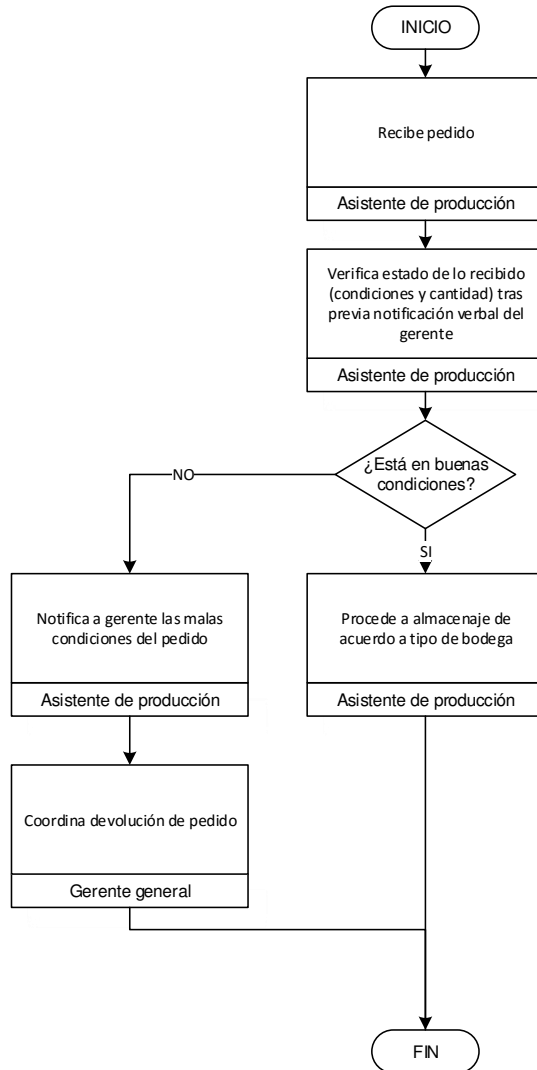 INICIO
Recibe pedido
Asistente de producción
Verifica estado de lo recibido
(condiciones y cantidad) tras
previa notificación verbal del
gerente
Asistente de producción
¿Está en buenas
condiciones?
NO
SI
Notifica a gerente las malas
condiciones del pedido
Asistente de producción
Procede a almacenaje de
acuerdo a tipo de bodega
Asistente de producción
Coordina devolución de pedido
Gerente general
FIN